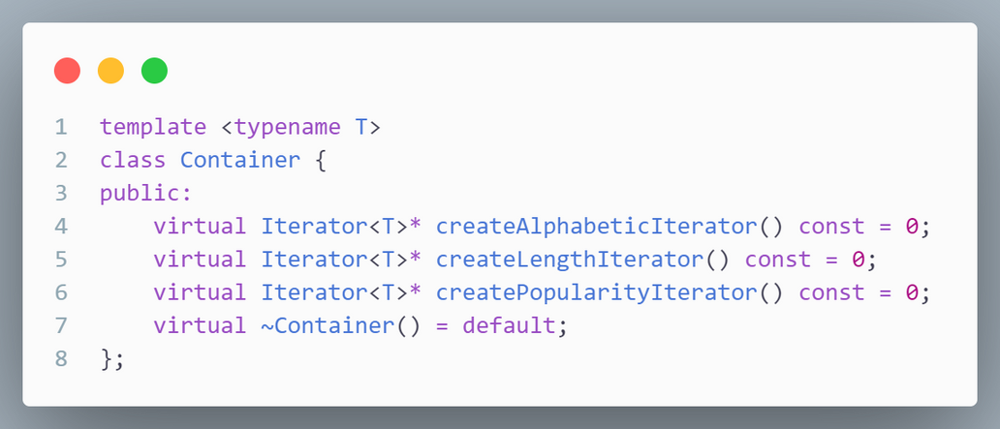 1 template <typename T>
2 class Container {
3 public:
4     virtual Iterator<T>* createAlphabeticIterator() const = 0;
5     virtual Iterator<T>* createLengthIterator() const = 0;
6     virtual Iterator<T>* createPopularityIterator() const = 0;
7     virtual ~Container() = default;
8 };